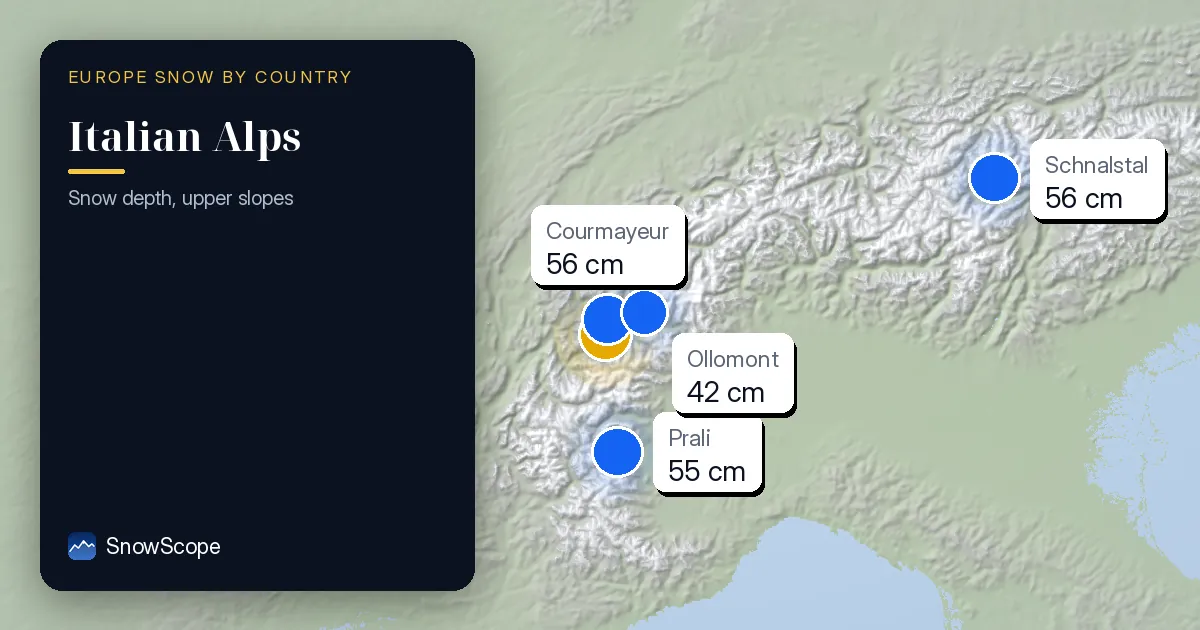 EUROPE SNOW BY COUNTRY
Italian Alps
Snow depth, upper slopes
SnowScope
Courmayeur
56 cm
Schnalstal
56 cm
Ollomont
42 cm
Prali
55 cm